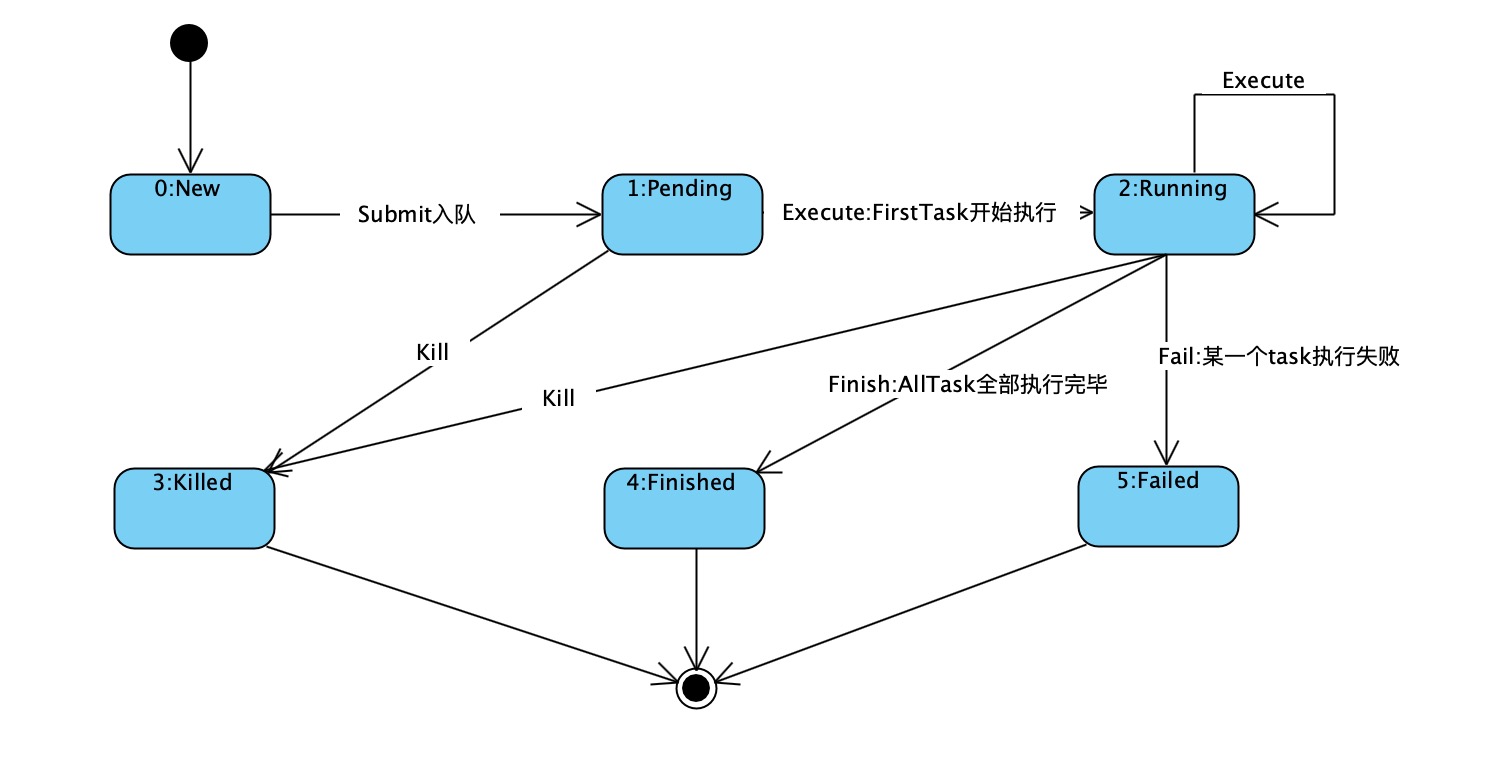 Execute
0:New
1:Pending
2:Running
Submit入队
Execute:FirstTask开始执行
Kill
Fail:某一个task执行失败
Finish:AllTask全部执行完毕
Kill
3:Killed
4:Finished
5:Failed